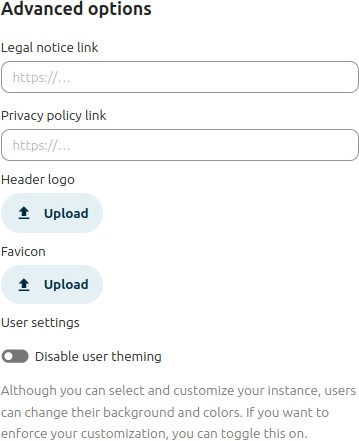 Advanced options
Legal notice link
https://…
Privacy policy link
https://…
Header logo
Upload
Favicon
Upload
User settings
Disable user theming
Although you can select and customize your instance, users
can change their background and colors. If you want to
enforce your customization, you can toggle this on.